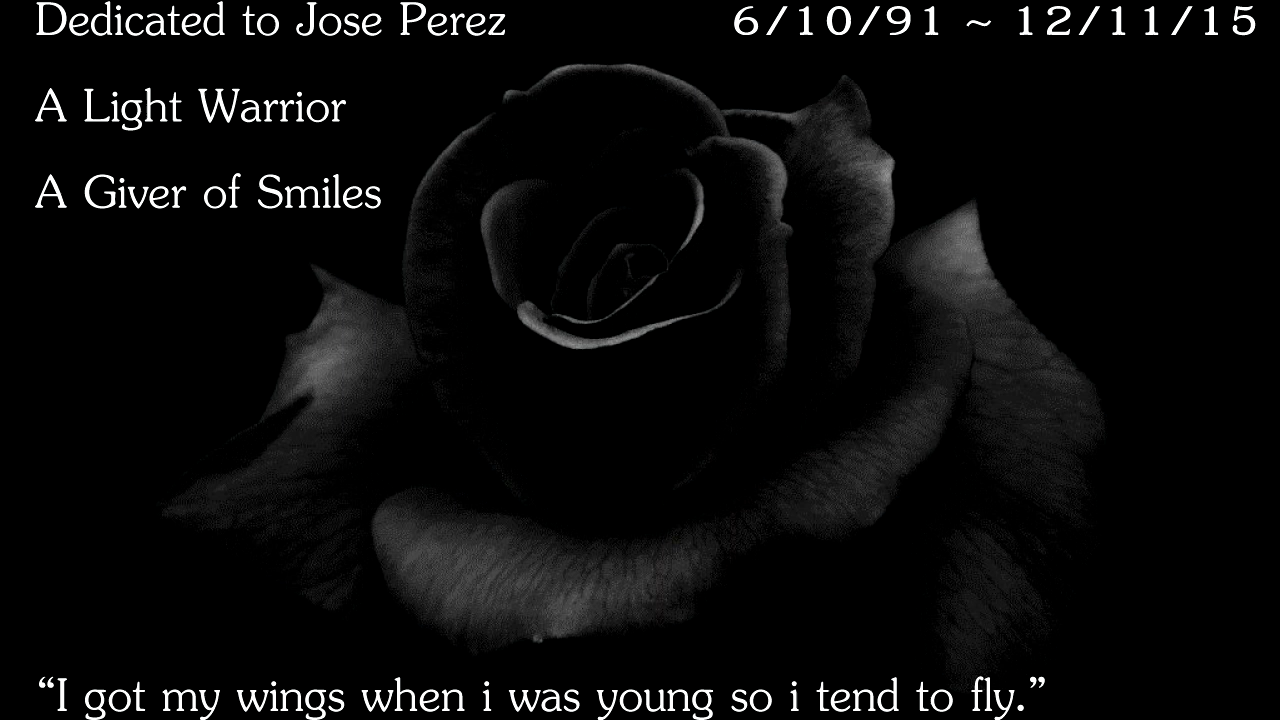 Dedicated to Jose Perez 6/10/91 ~ 12/11/15
A Light Warrior
A Giver of Smiles
“I got my wings when i was young so i tend to fly.”